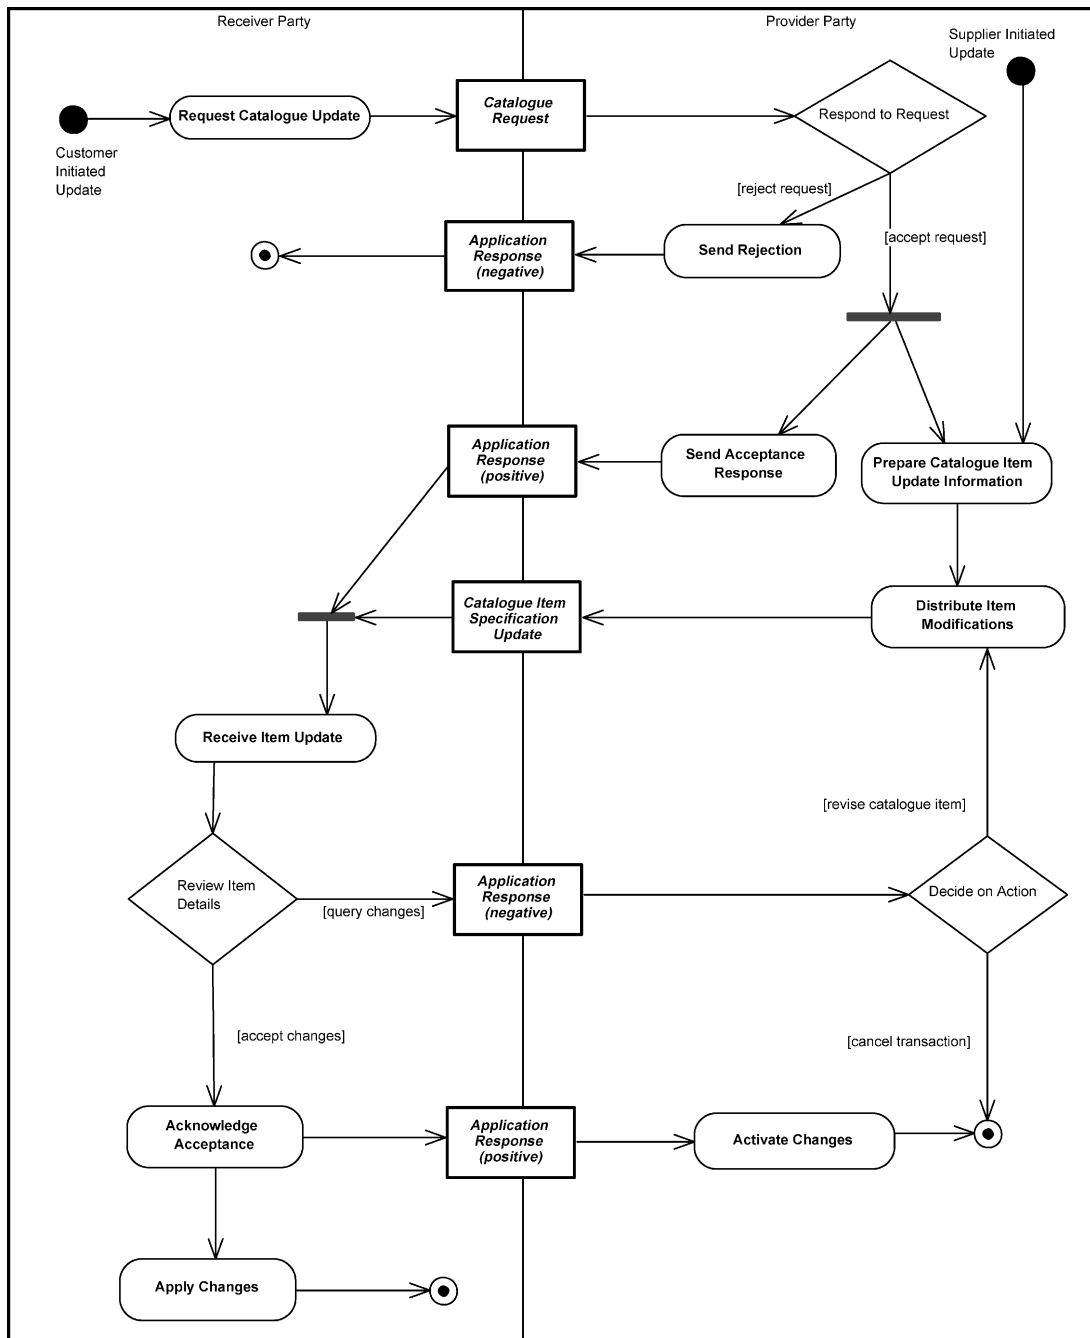 Receiver Party
Provider Party
Supplier Initiated
Update
Customer
Initiated
Update
Request Catalogue Update
Catalogue
Request
Respond to Request
[reject request]
[accept request]
Application
Response
(negative)
Send Rejection
Application
Response
(positive)
Send Acceptance
Response
Prepare Catalogue Item
Update Information
Catalogue Item
Specification
Update
Distribute Item
Modifications
Receive Item Update
[revise catalogue item]
Review Item
Details
[query changes]
Application
Response
(negative)
Decide on Action
[accept changes]
[cancel transaction]
Acknowledge
Acceptance
Application
Response
(positive)
Activate Changes
Apply Changes